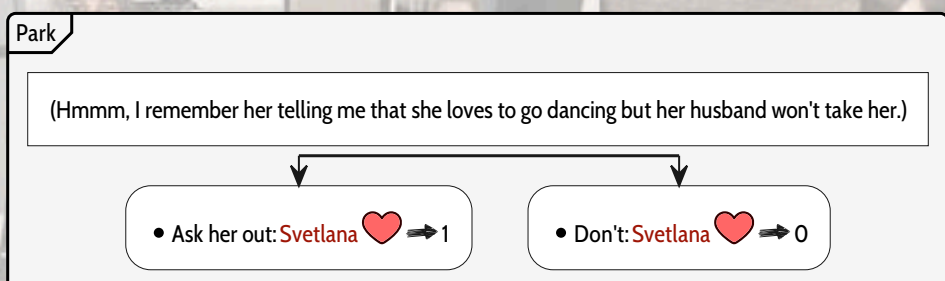 Park
(Hmmm, I remember her telling me that she loves to go dancing but her husband won't take her.)
• Ask her out: Svetlana 1
• Don't: Svetlana 0